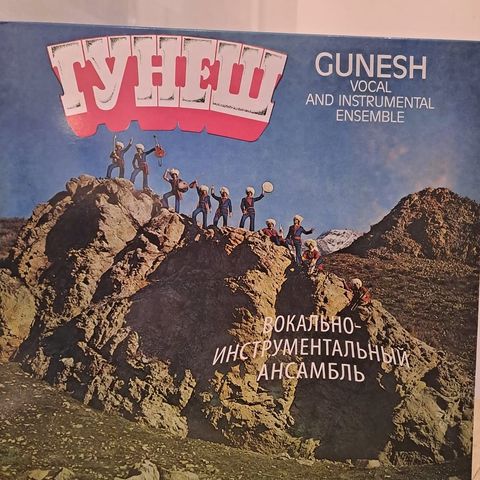 ГУНЕШ
GUNESH
VOCAL
AND INSTRUMENTAL
ENSEMBLE
ВОКАЛЬНО-
ИНСТРУМЕНТАЛЬНЫЙ
АНСАМБЛЬ